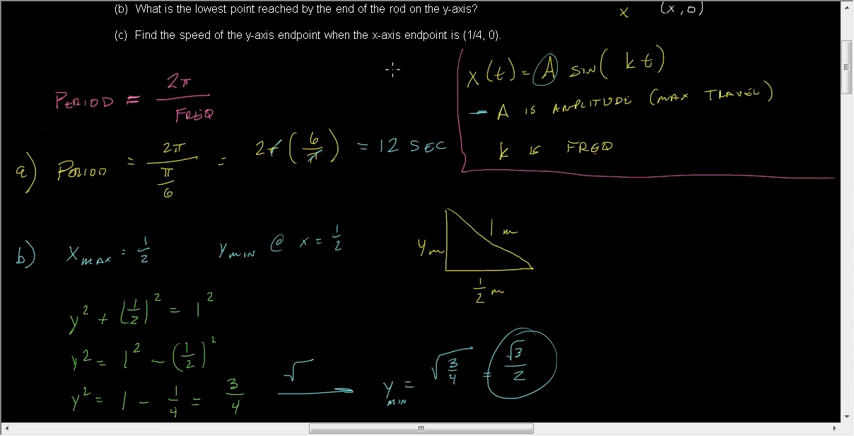 (b) What is the lowest point reached by the end of the rod on the y-axis?
x (x, 0)
(c) Find the speed of the y-axis endpoint when the x-axis endpoint is (1/4, 0).
x(t) = A sin( kt)
- A is AMPLITUDE (MAX TRAVEL)
k is FREQ
PERIOD = 2π / FREQ
a) PERIOD = 2π / (π/6) = 2π (6/π) = 12 SEC
b) X MAX = 1/2 Y MIN @ x = 1/2
y m 1 m
1/2 m
y² + (1/2)² = 1²
y² = 1² - (1/2)²
y² = 1 - 1/4 = 3/4 √ y MIN = √3/4 = √3/2